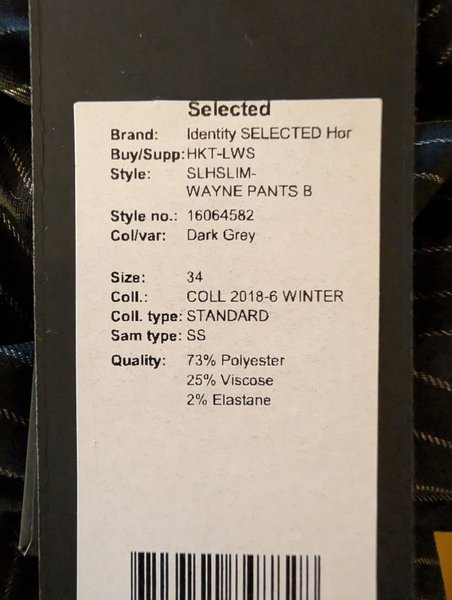 Selected
Brand: Identity SELECTED Hor
Buy/Supp: HKT-LWS
Style: SLHSLIM-
WAYNE PANTS B
Style no.: 16064582
Col/var: Dark Grey
Size: 34
Coll.: COLL 2018-6 WINTER
Coll. type: STANDARD
Sam type: SS
Quality: 73% Polyester
25% Viscose
2% Elastane